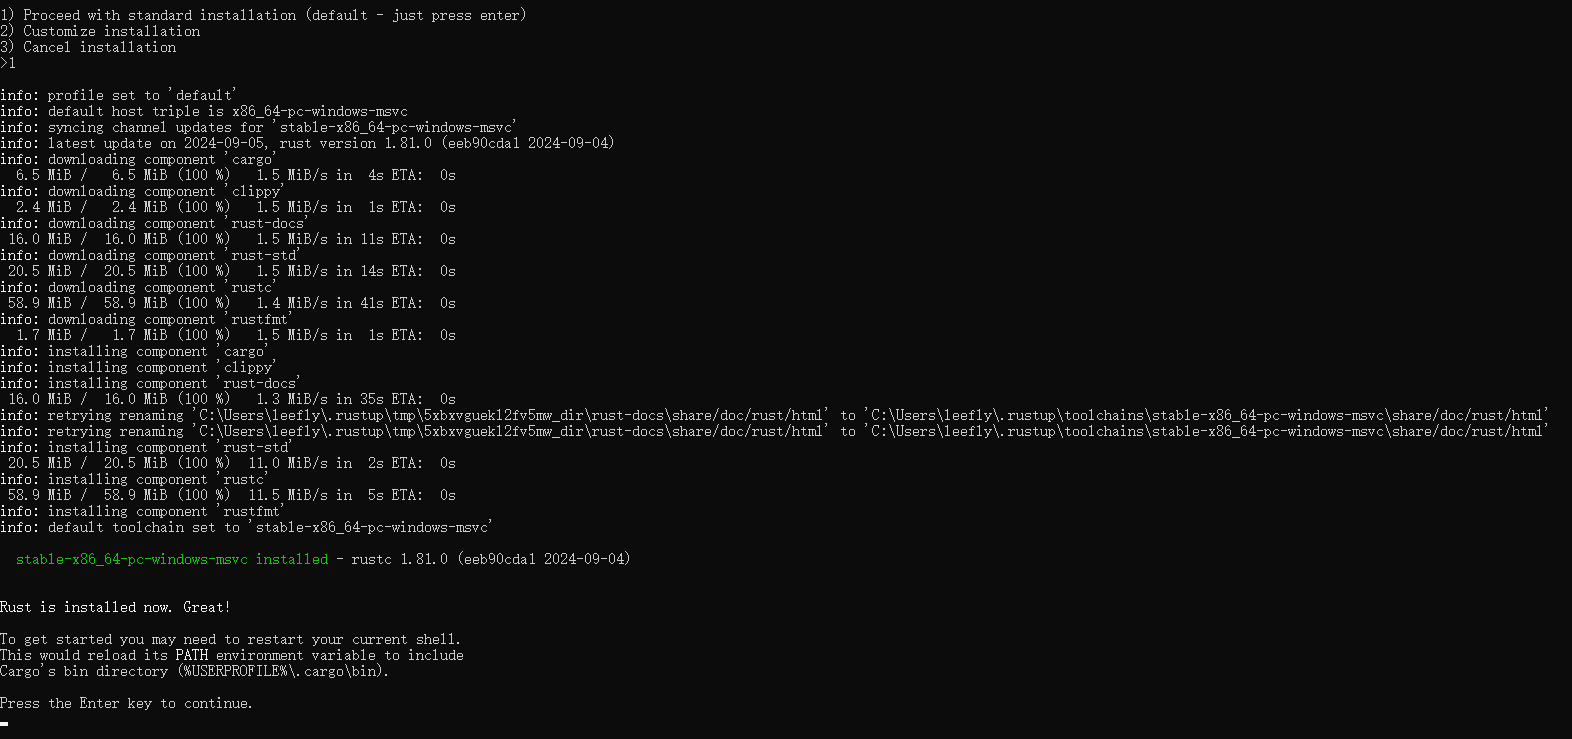 1) Proceed with standard installation (default - just press enter)
2) Customize installation
3) Cancel installation
>1
info: profile set to 'default'
info: default host triple is x86_64-pc-windows-msvc
info: syncing channel updates for 'stable-x86_64-pc-windows-msvc'
info: latest update on 2024-09-05, rust version 1.81.0 (eeb90cda1 2024-09-04)
info: downloading component 'cargo'
6.5 MiB / 6.5 MiB (100 %) 1.5 MiB/s in 4s ETA: 0s
info: downloading component 'clippy'
2.4 MiB / 2.4 MiB (100 %) 1.5 MiB/s in 1s ETA: 0s
info: downloading component 'rust-docs'
16.0 MiB / 16.0 MiB (100 %) 1.5 MiB/s in 11s ETA: 0s
info: downloading component 'rust-std'
20.5 MiB / 20.5 MiB (100 %) 1.5 MiB/s in 14s ETA: 0s
info: downloading component 'rustc'
58.9 MiB / 58.9 MiB (100 %) 1.4 MiB/s in 41s ETA: 0s
info: downloading component 'rustfmt'
1.7 MiB / 1.7 MiB (100 %) 1.5 MiB/s in 1s ETA: 0s
info: installing component 'cargo'
info: installing component 'clippy'
info: installing component 'rust-docs'
16.0 MiB / 16.0 MiB (100 %) 1.3 MiB/s in 35s ETA: 0s
info: retrying renaming 'C:\Users\leefly\.rustup\tmp\5xbxvguekl2fv5mw_dir\rust-docs\share/doc/rust/html' to 'C:\Users\leefly\.rustup\toolchains\stable-x86_64-pc-windows-msvc\share/doc/rust/html'
info: retrying renaming 'C:\Users\leefly\.rustup\tmp\5xbxvguekl2fv5mw_dir\rust-docs\share/doc/rust/html' to 'C:\Users\leefly\.rustup\toolchains\stable-x86_64-pc-windows-msvc\share/doc/rust/html'
info: installing component 'rust-std'
20.5 MiB / 20.5 MiB (100 %) 11.0 MiB/s in 2s ETA: 0s
info: installing component 'rustc'
58.9 MiB / 58.9 MiB (100 %) 11.5 MiB/s in 5s ETA: 0s
info: installing component 'rustfmt'
info: default toolchain set to 'stable-x86_64-pc-windows-msvc'
stable-x86_64-pc-windows-msvc installed - rustc 1.81.0 (eeb90cda1 2024-09-04)
Rust is installed now. Great!
To get started you may need to restart your current shell.
This would reload its PATH environment variable to include
Cargo's bin directory (%USERPROFILE%\.cargo\bin).
Press the Enter key to continue.